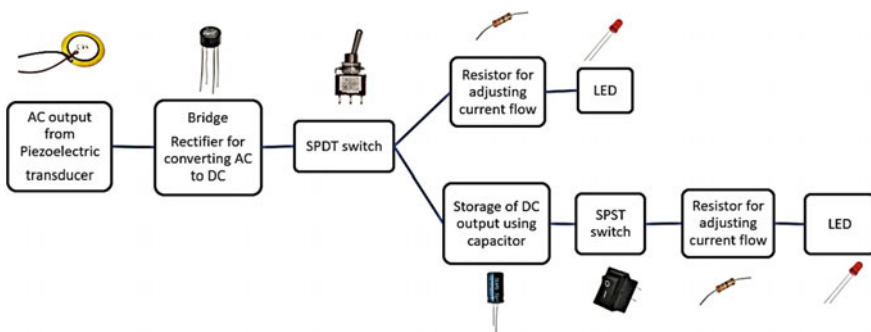 AC output
from
Piezoelectric
transducer
Bridge
Rectifier for
converting AC
to DC
SPDT switch
Resistor for
adjusting
current flow
LED
Storage of DC
output using
capacitor
SPST
switch
Resistor for
adjusting
current flow
LED